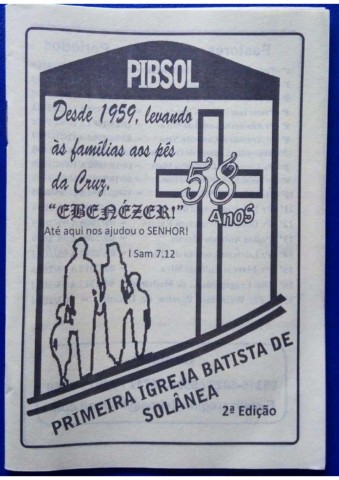 PIBSOL
Desde 1959, levando
às famílias aos pés
da Cruz.
"EBENÉZER!"
Até aqui nos ajudou o SENHOR!
I Sam 7.12
58
Anos
PRIMEIRA IGREJA BATISTA DE
SOLÂNEA
2ª Edição